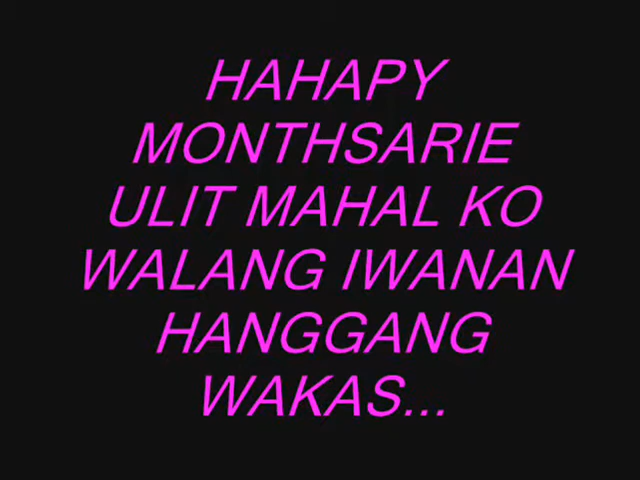 HAHAPY
MONTHSARIE
ULIT MAHAL KO
WALANG IWANAN
HANGGANG
WAKAS...